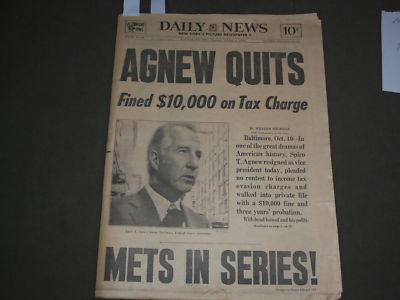 DAILY NEWS
NEW YORK'S PICTURE NEWSPAPER
10¢
AGNEW QUITS
Fined $10,000 on Tax Charge
Baltimore, Oct. 10—In
one of the great dramas of
American history, Spiro
T. Agnew resigned as vice
president today, pleaded
no contest to income tax
evasion charges and
walked into private life
with a $10,000 fine and
three years' probation.
METS IN SERIES!